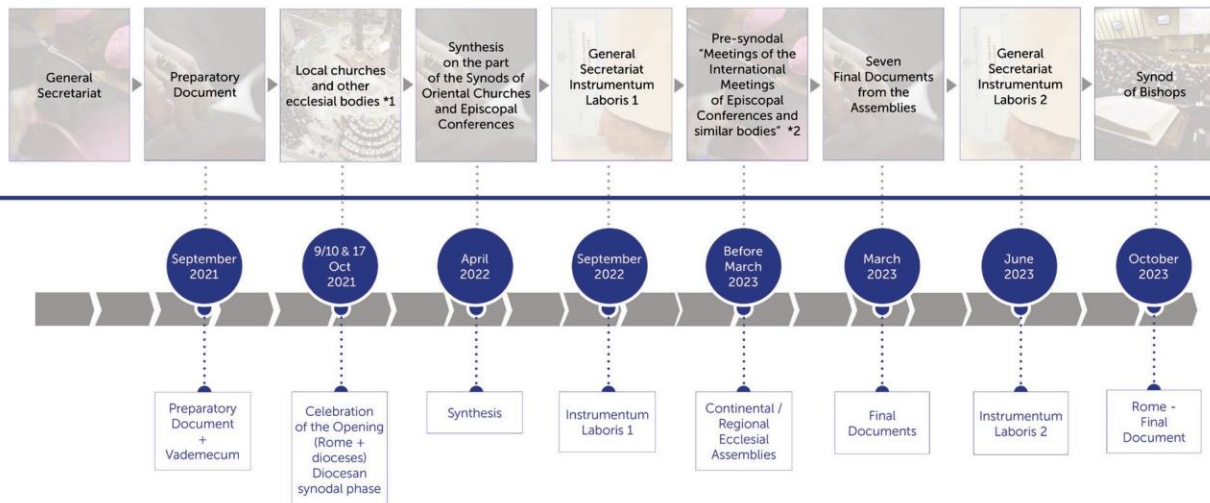 General
Secretariat
Preparatory
Document
Local churches
and other
ecclesial bodies *1
Synthesis
on the part
of the Synods of
Oriental Churches
and Episcopal
Conferences
General
Secretariat
Instrumentum
Laboris 1
Pre-synodal
"Meetings of the
International
Meetings
of Episcopal
Conferences and
similar bodies" *2
Seven
Final Documents
from the
Assemblies
General
Secretariat
Instrumentum
Laboris 2
Synod
of Bishops
September
2021
9/10 & 17
Oct
2021
April
2022
September
2022
Before
March
2023
March
2023
June
2023
October
2023
Preparatory
Document
+
Vademecum
Celebration
of the Opening
(Rome +
dioceses)
Diocesan
synodal phase
Synthesis
Instrumentum
Laboris 1
Continental /
Regional
Ecclesial
Assemblies
Final
Documents
Instrumentum
Laboris 2
Rome -
Final
Document